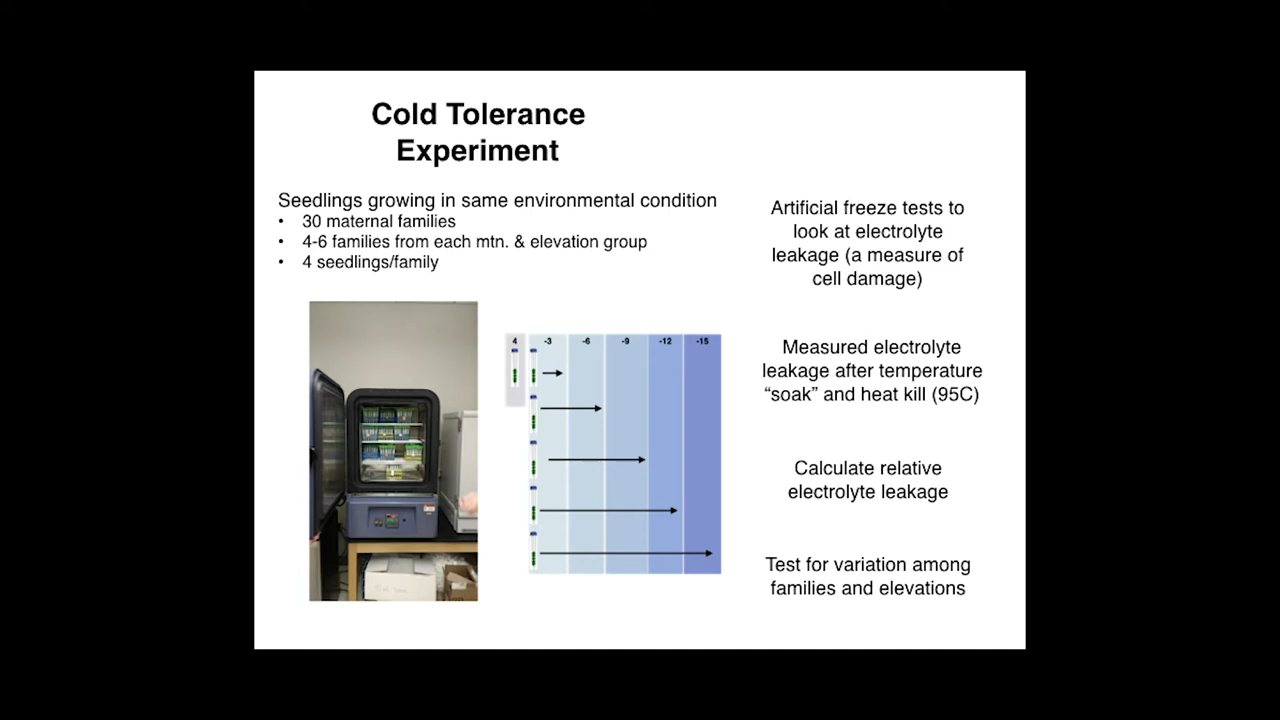 Cold Tolerance
Experiment
Seedlings growing in same environmental condition
• 30 maternal families
• 4-6 families from each mtn. & elevation group
• 4 seedlings/family
Artificial freeze tests to
look at electrolyte
leakage (a measure of
cell damage)
Measured electrolyte
leakage after temperature
“soak” and heat kill (95C)
Calculate relative
electrolyte leakage
Test for variation among
families and elevations
4 -3 -6 -9 -12 -15